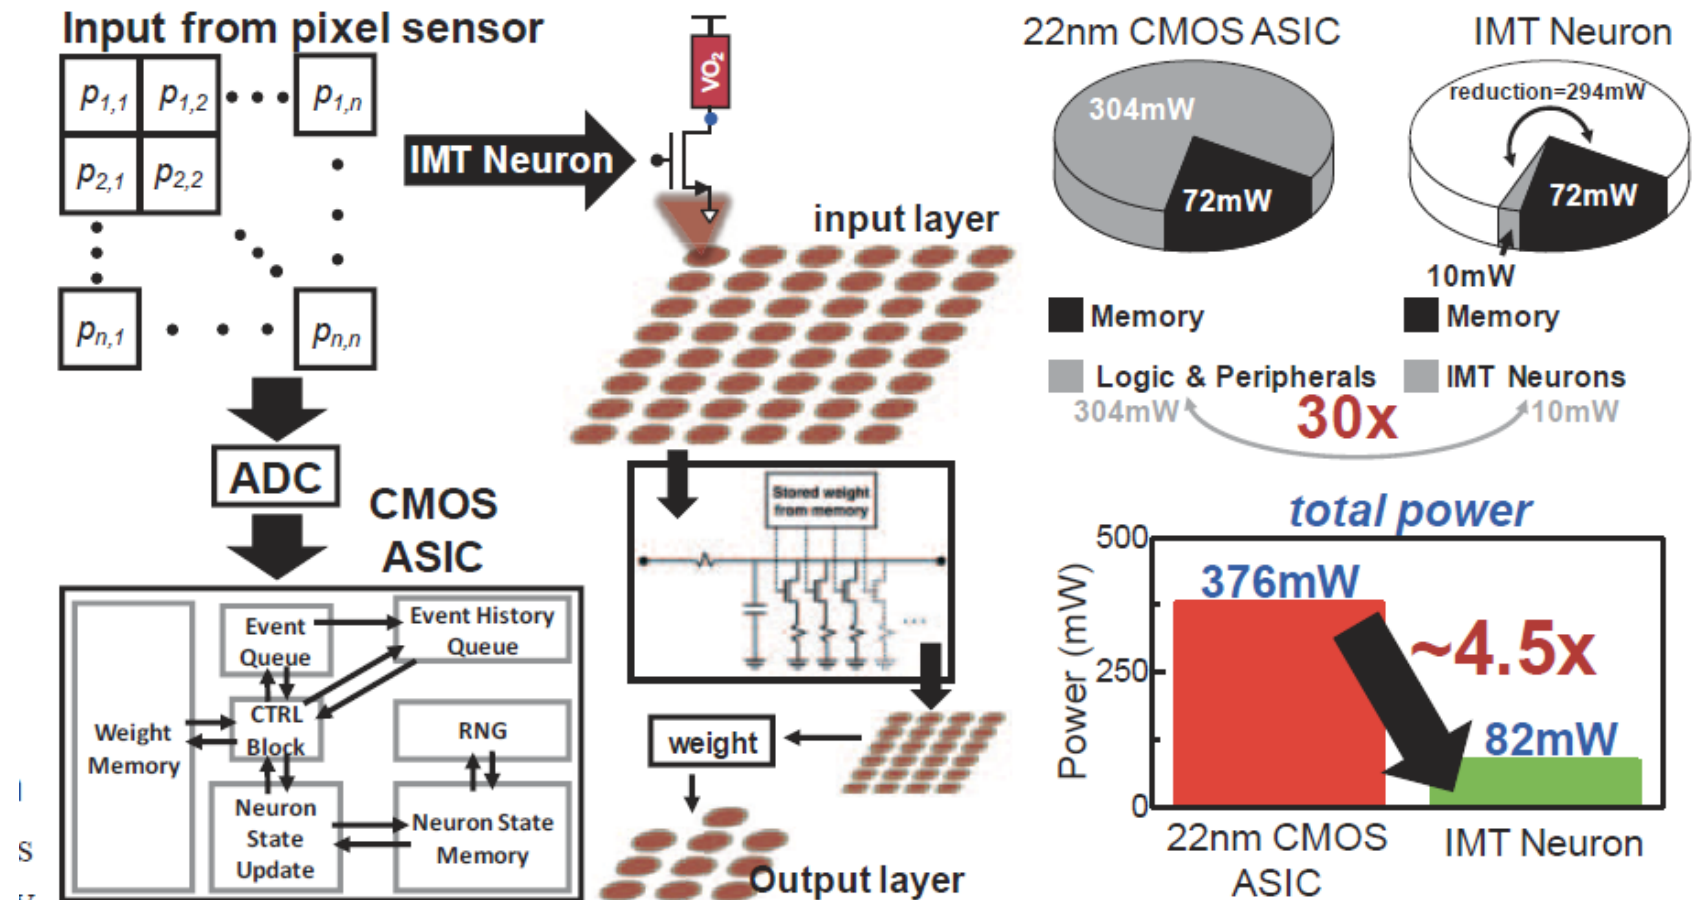 Input from pixel sensor
p1,1 p1,2 p1,n
p2,1 p2,2
pn,1 pn,n
IMT Neuron
VO2
input layer
ADC
CMOS
ASIC
Weight
Memory
Event
Queue
Event History
Queue
CTRL
Block
RNG
Neuron
State
Update
Neuron State
Memory
Stored weight
from memory
weight
Output layer
22nm CMOS ASIC
304mW
72mW
Memory
Logic & Peripherals
304mW
IMT Neuron
reduction=294mW
72mW
10mW
Memory
IMT Neurons
10mW
30x
total power
Power (mW)
500
250
0
376mW
~4.5x
82mW
22nm CMOS
ASIC
IMT Neuron
s